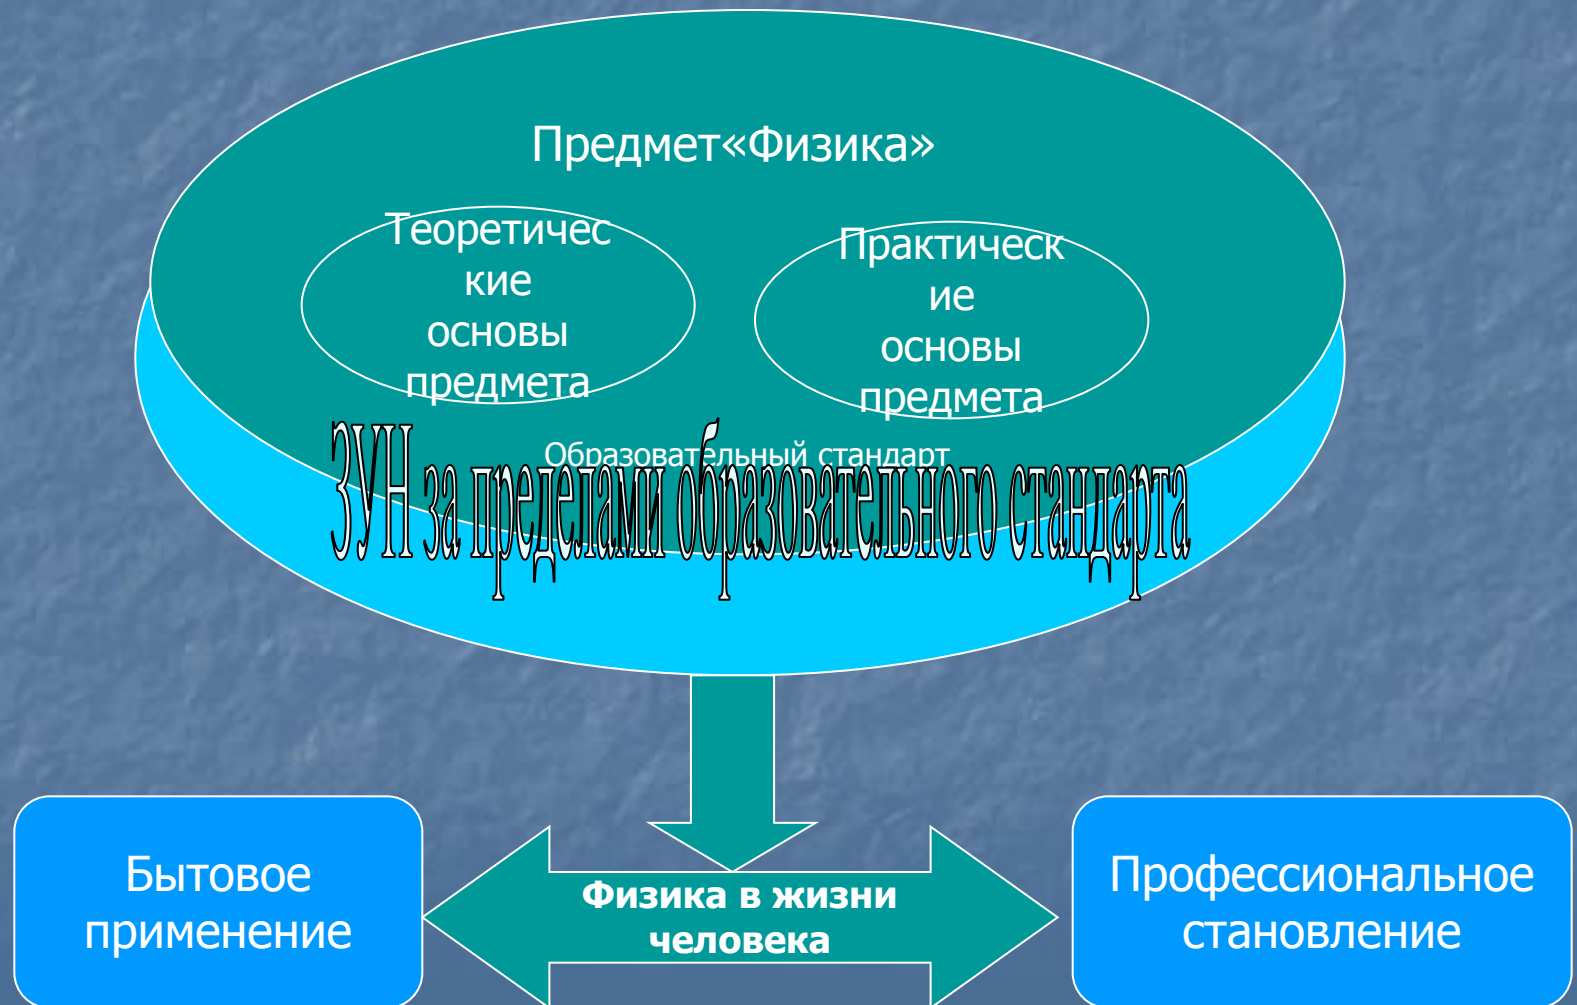 Предмет«Физика»
Теоретичес
кие
основы
предмета
Практическ
ие
основы
предмета
Образовательный стандарт
ЗУН за пределами образовательного стандарта
Физика в жизни
человека
Бытовое
применение
Профессиональное
становление